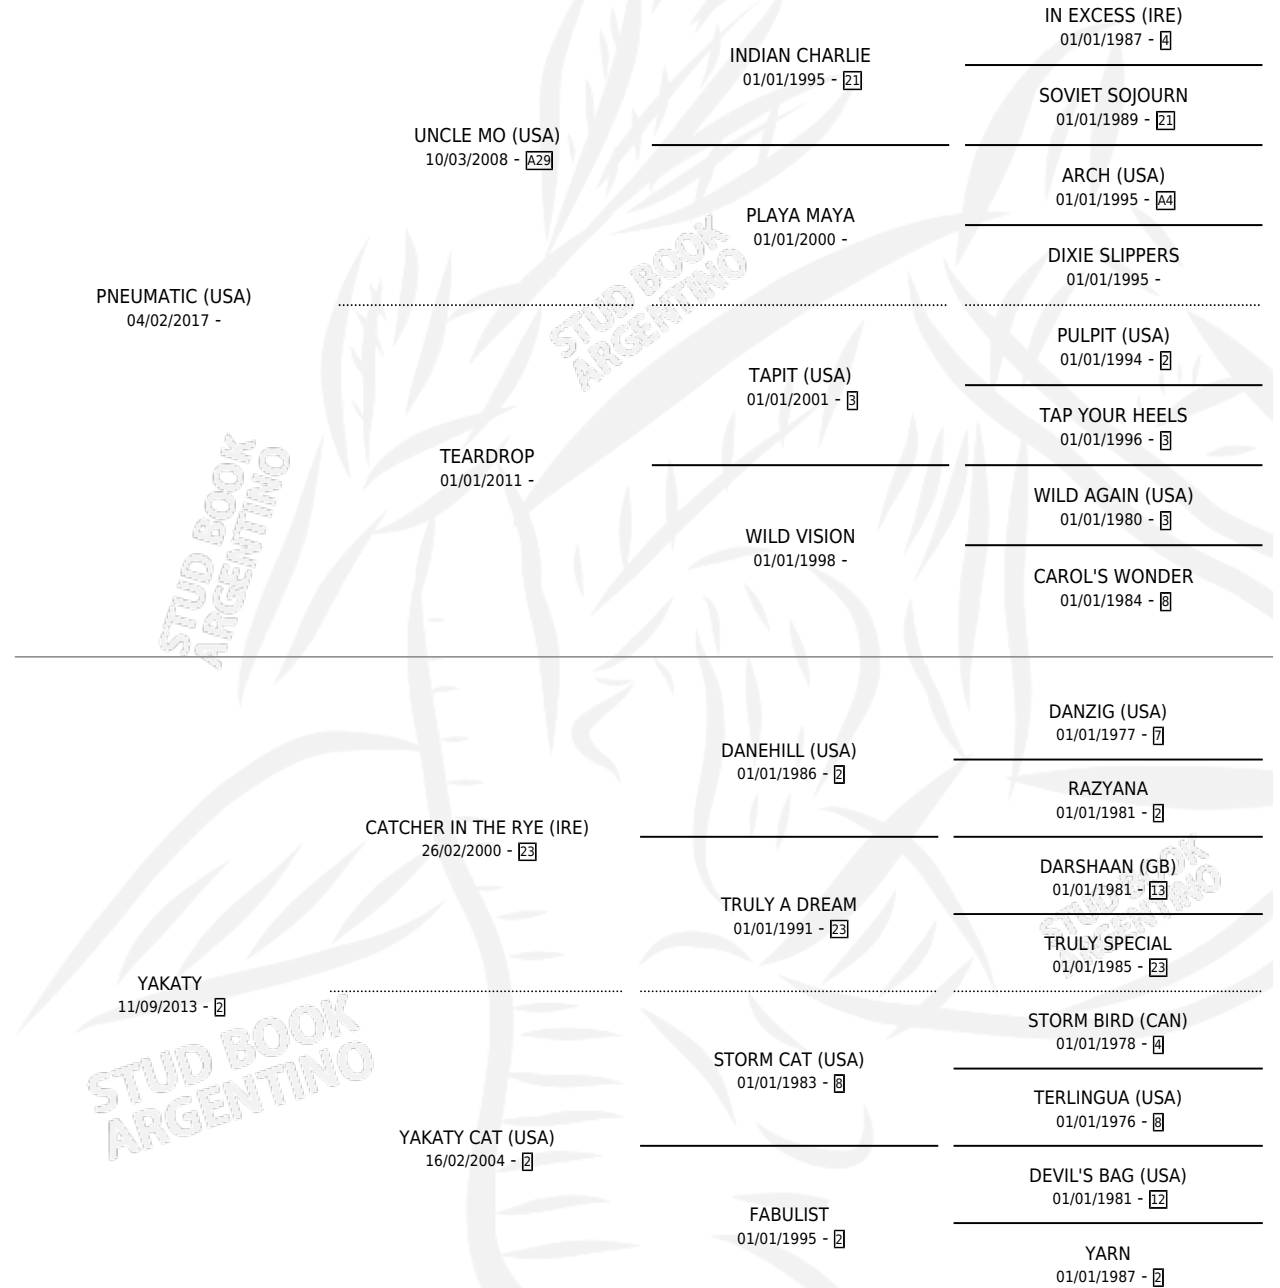 IN EXCESS (IRE)
01/01/1987 - 4
INDIAN CHARLIE
01/01/1995 - 21
SOVIET SOJOURN
01/01/1989 - 21
UNCLE MO (USA)
10/03/2008 - A29
ARCH (USA)
01/01/1995 - A4
PLAYA MAYA
01/01/2000 -
DIXIE SLIPPERS
01/01/1995 -
PNEUMATIC (USA)
04/02/2017 -
PULPIT (USA)
01/01/1994 - 2
TAPIT (USA)
01/01/2001 - 3
TAP YOUR HEELS
01/01/1996 - 3
TEARDROP
01/01/2011 -
WILD AGAIN (USA)
01/01/1980 - 3
WILD VISION
01/01/1998 -
CAROL'S WONDER
01/01/1984 - 8
DANZIG (USA)
01/01/1977 - 7
DANEHILL (USA)
01/01/1986 - 2
RAZYANA
01/01/1981 - 2
CATCHER IN THE RYE (IRE)
26/02/2000 - 23
DARSHAAN (GB)
01/01/1981 - 13
TRULY A DREAM
01/01/1991 - 23
TRULY SPECIAL
01/01/1985 - 23
YAKATY
11/09/2013 - 2
STORM BIRD (CAN)
01/01/1978 - 4
STORM CAT (USA)
01/01/1983 - 8
TERLINGUA (USA)
01/01/1976 - 8
YAKATY CAT (USA)
16/02/2004 - 2
DEVIL'S BAG (USA)
01/01/1981 - 12
FABULIST
01/01/1995 - 2
YARN
01/01/1987 - 2
STUD BOOK
ARGENTINO
STUD BOOK
ARGENTINO
STUD BOOK
ARGENTINO
STUD BOOK
ARGENTINO